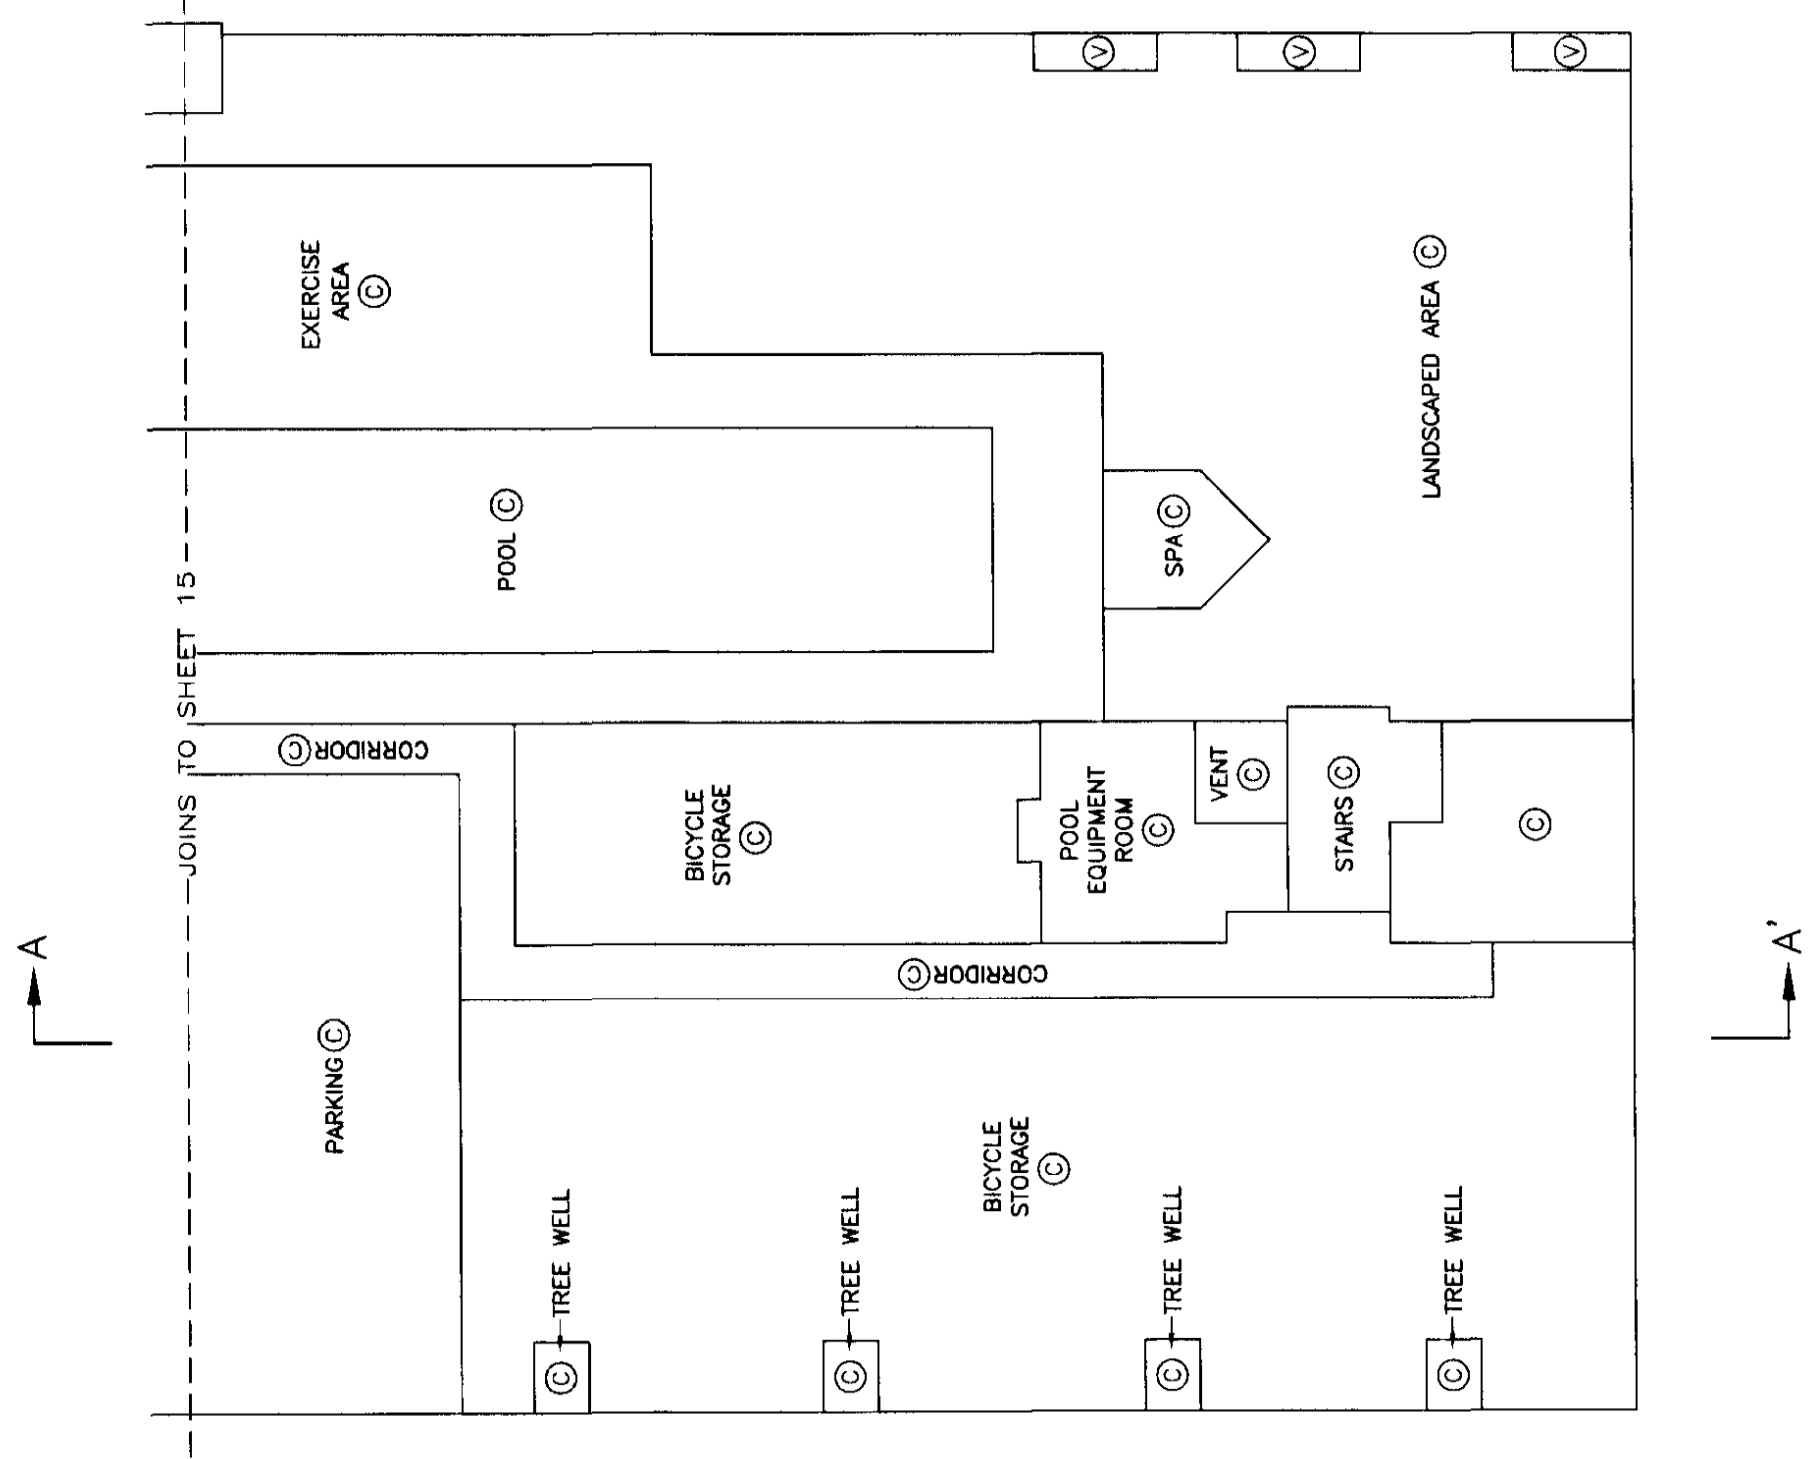 JOINS TO SHEET 15
A
A'
EXERCISE
AREA
Ⓒ
POOL Ⓒ
SPA Ⓒ
LANDSCAPED AREA Ⓒ
Ⓥ
Ⓥ
Ⓥ
CORRIDOR Ⓒ
BICYCLE
STORAGE
Ⓒ
POOL
EQUIPMENT
ROOM
Ⓒ
VENT
Ⓒ
STAIRS Ⓒ
Ⓒ
CORRIDOR Ⓒ
PARKING Ⓒ
BICYCLE
STORAGE
Ⓒ
TREE WELL
Ⓒ
TREE WELL
Ⓒ
TREE WELL
Ⓒ
TREE WELL
Ⓒ